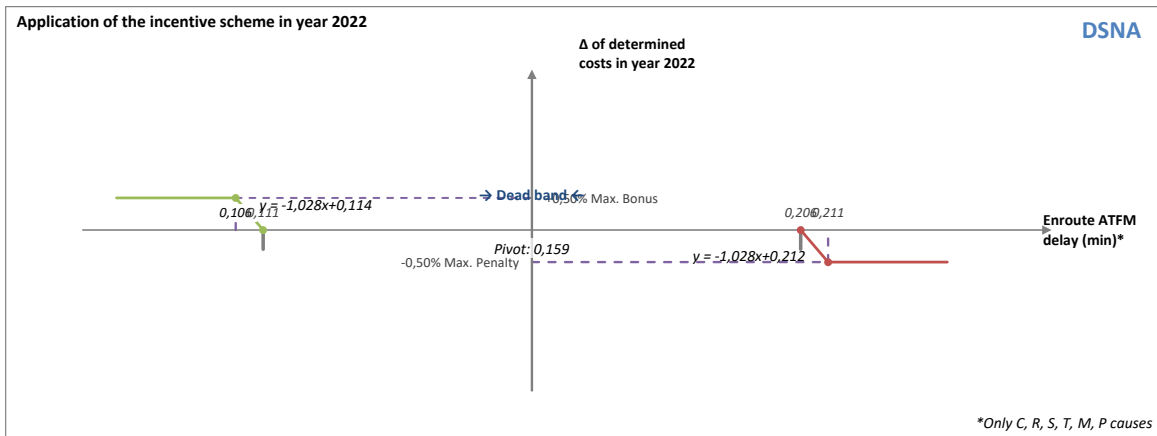 Application of the incentive scheme in year 2022
DSNA
Δ of determined
costs in year 2022
→ Dead band ←
+0,50% Max. Bonus
y = -1,028x+0,114
0,106
0,111
0,206
0,211
Enroute ATFM
delay (min)*
Pivot: 0,159
-0,50% Max. Penalty
y = -1,028x+0,212
*Only C, R, S, T, M, P causes